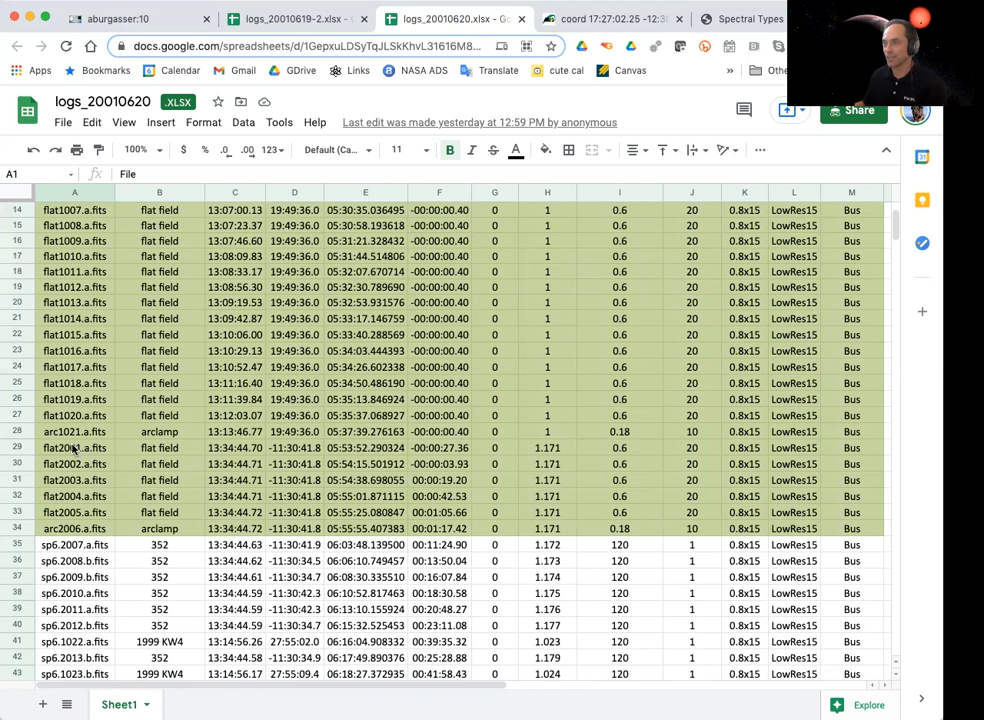 aburgasser:10
logs_20010619-2.xlsx - G
logs_20010620.xlsx - Go
coord 17:27:02.25 -12:3
Spectral Types
docs.google.com/spreadsheets/d/1GepxuLDSyTqJLSkKhvL31616M8...
Apps Bookmarks Calendar Gmail GDrive Links NASA ADS Translate cute cal Canvas » Othe
logs_20010620 .XLSX
Share
File Edit View Insert Format Data Tools Help Last edit was made yesterday at 12:59 PM by anonymous
100% $ % .0 .00 123 Default (Ca... 11 B I S A
A1 fx File
A B C D E F G H I J K L M
14 flat1007.a.fits flat field 13:07:00.13 19:49:36.0 05:30:35.036495 -00:00:00.40 0 1 0.6 20 0.8x15 LowRes15 Bus
15 flat1008.a.fits flat field 13:07:23.37 19:49:36.0 05:30:58.193618 -00:00:00.40 0 1 0.6 20 0.8x15 LowRes15 Bus
16 flat1009.a.fits flat field 13:07:46.60 19:49:36.0 05:31:21.328432 -00:00:00.40 0 1 0.6 20 0.8x15 LowRes15 Bus
17 flat1010.a.fits flat field 13:08:09.83 19:49:36.0 05:31:44.514806 -00:00:00.40 0 1 0.6 20 0.8x15 LowRes15 Bus
18 flat1011.a.fits flat field 13:08:33.17 19:49:36.0 05:32:07.670714 -00:00:00.40 0 1 0.6 20 0.8x15 LowRes15 Bus
19 flat1012.a.fits flat field 13:08:56.30 19:49:36.0 05:32:30.789690 -00:00:00.40 0 1 0.6 20 0.8x15 LowRes15 Bus
20 flat1013.a.fits flat field 13:09:19.53 19:49:36.0 05:32:53.931576 -00:00:00.40 0 1 0.6 20 0.8x15 LowRes15 Bus
21 flat1014.a.fits flat field 13:09:42.87 19:49:36.0 05:33:17.146759 -00:00:00.40 0 1 0.6 20 0.8x15 LowRes15 Bus
22 flat1015.a.fits flat field 13:10:06.00 19:49:36.0 05:33:40.288569 -00:00:00.40 0 1 0.6 20 0.8x15 LowRes15 Bus
23 flat1016.a.fits flat field 13:10:29.13 19:49:36.0 05:34:03.444393 -00:00:00.40 0 1 0.6 20 0.8x15 LowRes15 Bus
24 flat1017.a.fits flat field 13:10:52.47 19:49:36.0 05:34:26.602338 -00:00:00.40 0 1 0.6 20 0.8x15 LowRes15 Bus
25 flat1018.a.fits flat field 13:11:16.40 19:49:36.0 05:34:50.486190 -00:00:00.40 0 1 0.6 20 0.8x15 LowRes15 Bus
26 flat1019.a.fits flat field 13:11:39.84 19:49:36.0 05:35:13.846924 -00:00:00.40 0 1 0.6 20 0.8x15 LowRes15 Bus
27 flat1020.a.fits flat field 13:12:03.07 19:49:36.0 05:35:37.068927 -00:00:00.40 0 1 0.6 20 0.8x15 LowRes15 Bus
28 arc1021.a.fits arclamp 13:13:46.77 19:49:36.0 05:37:39.276163 -00:00:00.40 0 1 0.18 10 0.8x15 LowRes15 Bus
29 flat2001.a.fits flat field 13:34:44.70 -11:30:41.8 05:53:52.290324 -00:00:27.36 0 1.171 0.6 20 0.8x15 LowRes15 Bus
30 flat2002.a.fits flat field 13:34:44.71 -11:30:41.8 05:54:15.501912 -00:00:03.93 0 1.171 0.6 20 0.8x15 LowRes15 Bus
31 flat2003.a.fits flat field 13:34:44.71 -11:30:41.8 05:54:38.698055 00:00:19.20 0 1.171 0.6 20 0.8x15 LowRes15 Bus
32 flat2004.a.fits flat field 13:34:44.71 -11:30:41.8 05:55:01.871115 00:00:42.53 0 1.171 0.6 20 0.8x15 LowRes15 Bus
33 flat2005.a.fits flat field 13:34:44.72 -11:30:41.8 05:55:25.080847 00:01:05.66 0 1.171 0.6 20 0.8x15 LowRes15 Bus
34 arc2006.a.fits arclamp 13:34:44.72 -11:30:41.8 05:55:55.407383 00:01:17.42 0 1.171 0.18 10 0.8x15 LowRes15 Bus
35 sp6.2007.a.fits 352 13:34:44.63 -11:30:41.9 06:03:48.139500 00:11:24.90 0 1.172 120 1 0.8x15 LowRes15 Bus
36 sp6.2008.b.fits 352 13:34:44.62 -11:30:34.5 06:06:10.749457 00:13:50.04 0 1.173 120 1 0.8x15 LowRes15 Bus
37 sp6.2009.b.fits 352 13:34:44.61 -11:30:34.7 06:08:30.335510 00:16:07.84 0 1.174 120 1 0.8x15 LowRes15 Bus
38 sp6.2010.a.fits 352 13:34:44.59 -11:30:42.3 06:10:52.817463 00:18:30.58 0 1.175 120 1 0.8x15 LowRes15 Bus
39 sp6.2011.a.fits 352 13:34:44.59 -11:30:42.3 06:13:10.155924 00:20:48.27 0 1.176 120 1 0.8x15 LowRes15 Bus
40 sp6.2012.b.fits 352 13:34:44.59 -11:30:34.7 06:15:32.525453 00:23:11.08 0 1.177 120 1 0.8x15 LowRes15 Bus
41 sp6.1022.a.fits 1999 KW4 13:14:56.26 27:55:02.0 06:16:04.908332 00:39:35.32 0 1.023 120 1 0.8x15 LowRes15 Bus
42 sp6.2013.b.fits 352 13:34:44.58 -11:30:34.9 06:17:49.890376 00:25:28.88 0 1.179 120 1 0.8x15 LowRes15 Bus
43 sp6.1023.b.fits 1999 KW4 13:14:56.17 27:55:09.4 06:18:27.372935 00:41:58.43 0 1.024 120 1 0.8x15 LowRes15 Bus
Sheet1
Explore